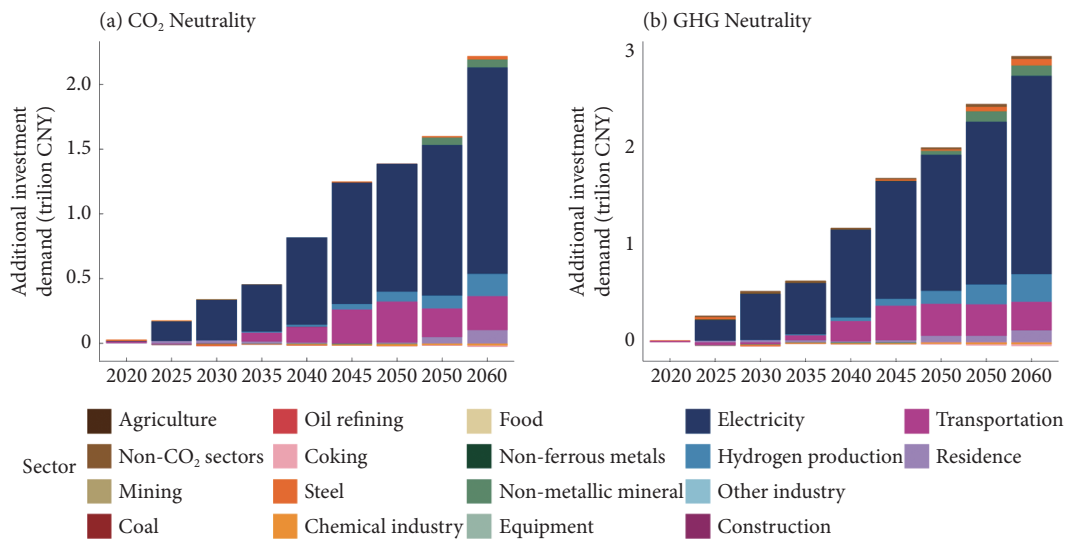 (a) CO₂ Neutrality
Additional investment
demand (trilion CNY)
2.0
1.5
1.0
0.5
0
2020 2025 2030 2035 2040 2045 2050 2050 2060
(b) GHG Neutrality
Additional investment
demand (trilion CNY)
3
2
1
0
2020 2025 2030 2035 2040 2045 2050 2050 2060
Sector
Agriculture
Non-CO₂ sectors
Mining
Coal
Oil refining
Coking
Steel
Chemical industry
Food
Non-ferrous metals
Non-metallic mineral
Equipment
Electricity
Hydrogen production
Other industry
Construction
Transportation
Residence